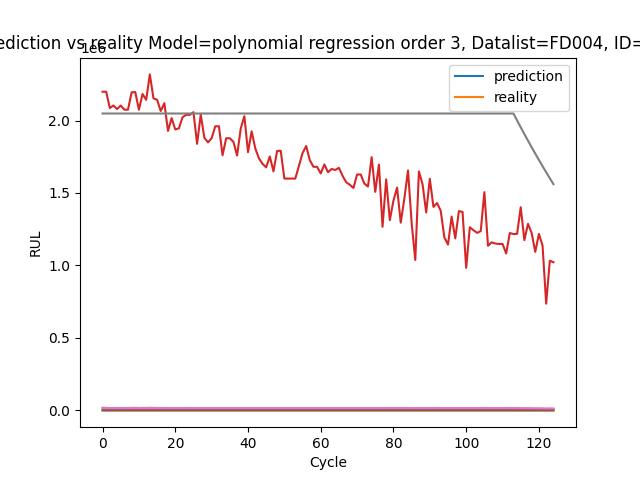 ediction vs reality Model=polynomial regression order 3, Datalist=FD004, ID=
1e6
prediction
reality
2.0
1.5
1.0
0.5
0.0
RUL
0 20 40 60 80 100 120
Cycle